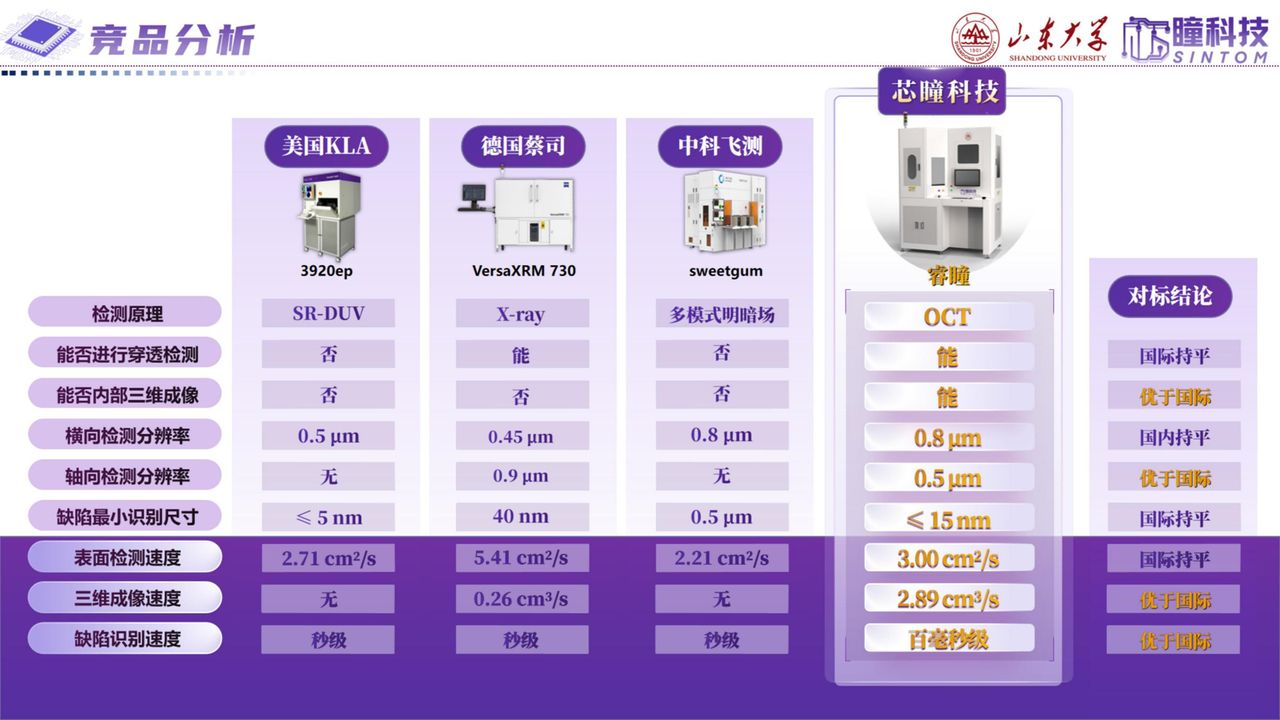 竞品分析
山东大学
SHANDONG UNIVERSITY
瞳科技
SINTOM
芯瞳科技
美国KLA 德国蔡司 中科飞测
3920ep VersaXRM 730 sweetgum 睿瞳
对标结论
检测原理 SR-DUV X-ray 多模式明暗场 OCT
能否进行穿透检测 否 能 否 能 国际持平
能否内部三维成像 否 否 否 能 优于国际
横向检测分辨率 0.5 μm 0.45 μm 0.8 μm 0.8 μm 国内持平
轴向检测分辨率 无 0.9 μm 无 0.5 μm 优于国际
缺陷最小识别尺寸 ≤ 5 nm 40 nm 0.5 μm ≤ 15 nm 国际持平
表面检测速度 2.71 cm²/s 5.41 cm²/s 2.21 cm²/s 3.00 cm²/s 国际持平
三维成像速度 无 0.26 cm³/s 无 2.89 cm³/s 优于国际
缺陷识别速度 秒级 秒级 秒级 百毫秒级 优于国际